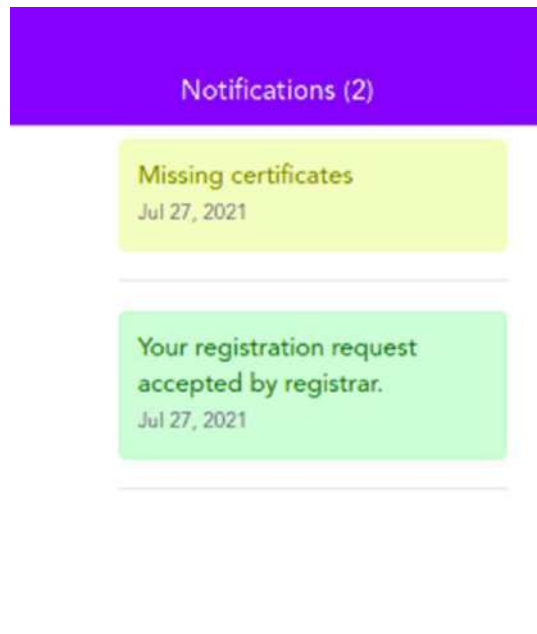 Notifications (2)
Missing certificates
Jul 27, 2021
Your registration request
accepted by registrar.
Jul 27, 2021